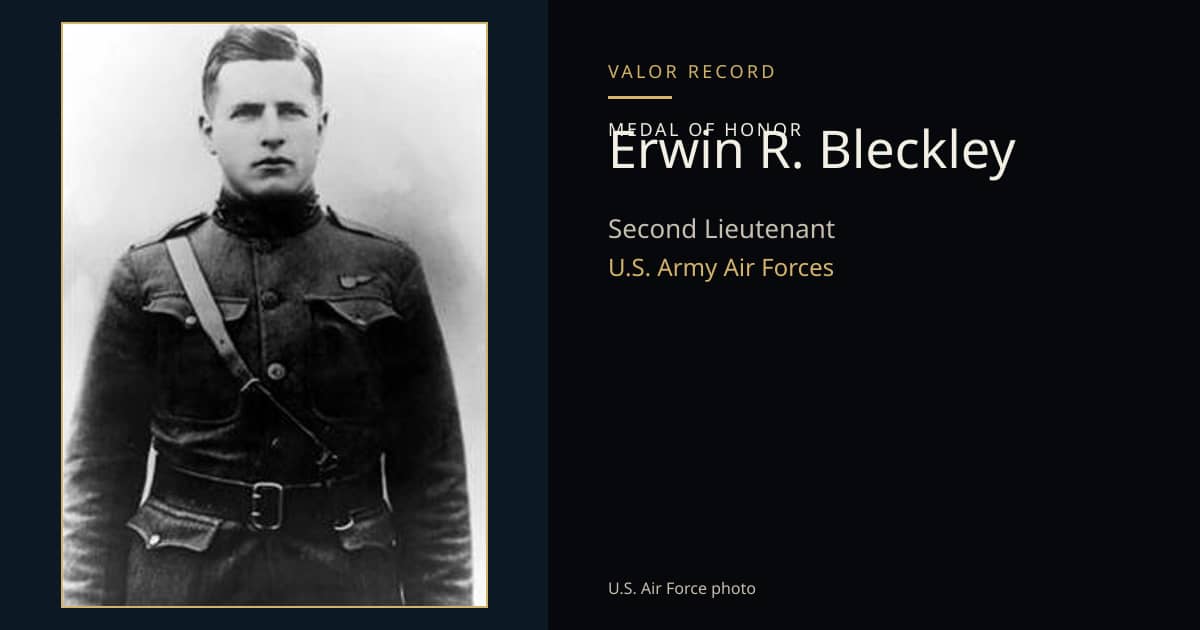 VALOR RECORD
MEDAL OF HONOR
Erwin R. Bleckley
Second Lieutenant
U.S. Army Air Forces
U.S. Air Force photo